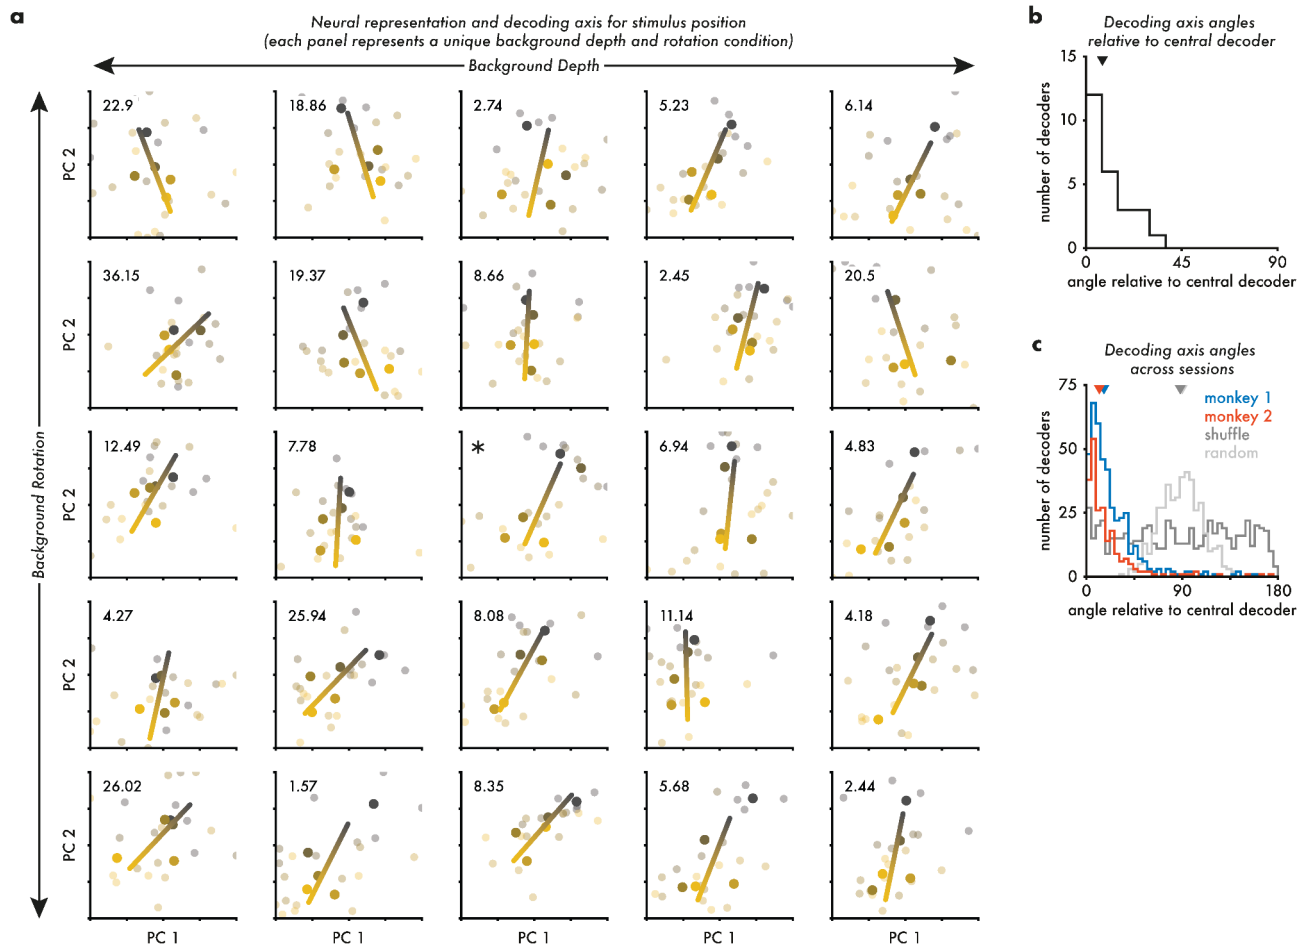 a
Neural representation and decoding axis for stimulus position
(each panel represents a unique background depth and rotation condition)
Background Depth
Background Rotation
22.9
18.86
2.74
5.23
6.14
PC 2
36.15
19.37
8.66
2.45
20.5
PC 2
12.49
7.78
*
6.94
4.83
PC 2
4.27
25.94
8.08
11.14
4.18
PC 2
26.02
1.57
8.35
5.68
2.44
PC 2
PC 1
PC 1
PC 1
PC 1
PC 1
b
Decoding axis angles
relative to central decoder
number of decoders
15
10
5
0
0
45
90
angle relative to central decoder
c
Decoding axis angles
across sessions
monkey 1
monkey 2
shuffle
random
number of decoders
75
50
25
0
0
90
180
angle relative to central decoder